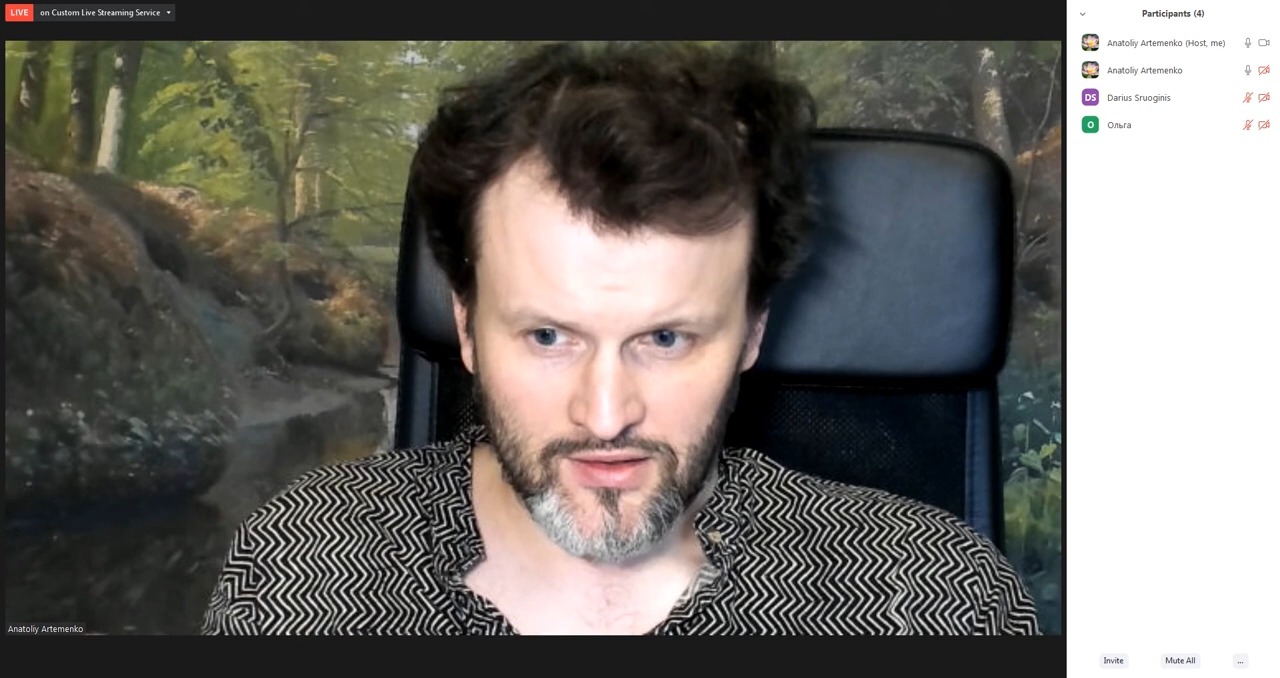 LIVE on Custom Live Streaming Service
Anatoliy Artemenko
Participants (4)
Anatoliy Artemenko (Host, me)
Anatoliy Artemenko
DS Darius Sruoginis
О Ольга
Invite Mute All ...